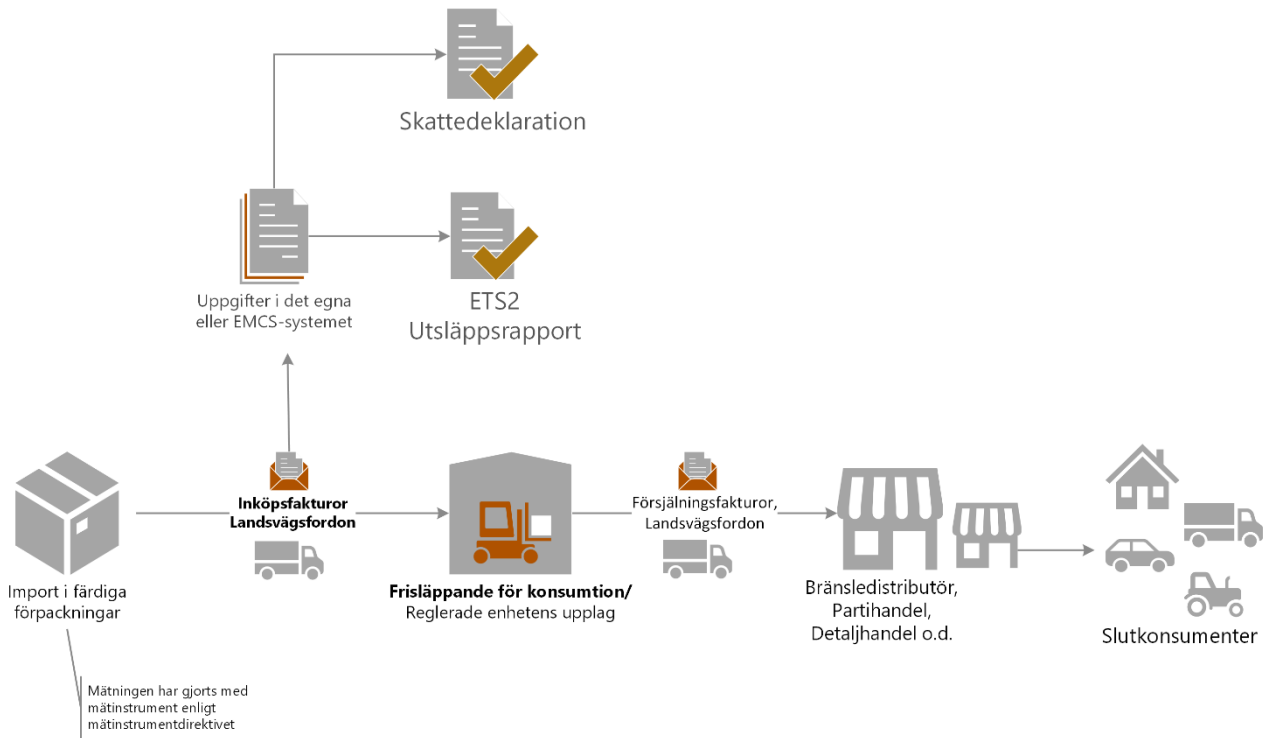 Skattedeklaration
Uppgifter i det egna
eller EMCS-systemet
ETS2
Utsläppsrapport
Inköpsfakturor
Landsvägsfordon
Försjälningsfakturor,
Landsvägsfordon
Import i färdiga
förpackningar
Frisläppande för konsumtion/
Reglerade enhetens upplag
Bränsledistributör,
Partihandel,
Detaljhandel o.d.
Slutkonsumenter
Mätningen har gjorts med
mätinstrument enligt
mätinstrumentdirektivet